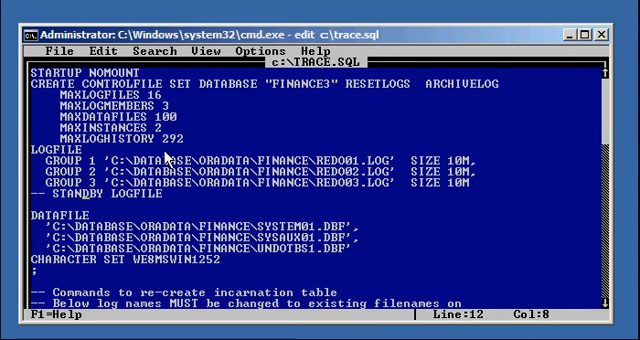 Administrator: C:\Windows\system32\cmd.exe - edit c:\trace.sql
File Edit Search View Options Help
c:\TRACE.SQL
STARTUP NOMOUNT
CREATE CONTROLFILE SET DATABASE "FINANCE3" RESETLOGS ARCHIVELOG
MAXLOGFILES 16
MAXLOGMEMBERS 3
MAXDATAFILES 100
MAXINSTANCES 2
MAXLOGHISTORY 292
LOGFILE
GROUP 1 'C:\DATABASE\ORADATA\FINANCE\REDO01.LOG' SIZE 10M,
GROUP 2 'C:\DATABASE\ORADATA\FINANCE\REDO02.LOG' SIZE 10M,
GROUP 3 'C:\DATABASE\ORADATA\FINANCE\REDO03.LOG' SIZE 10M
-- STANDBY LOGFILE
DATAFILE
'C:\DATABASE\ORADATA\FINANCE\SYSTEM01.DBF',
'C:\DATABASE\ORADATA\FINANCE\SYSAUX01.DBF',
'C:\DATABASE\ORADATA\FINANCE\UNDOTBS1.DBF'
CHARACTER SET WE8MSWIN1252
;
-- Commands to re-create incarnation table
-- Below log names MUST be changed to existing filenames on
F1=Help Line:12 Col:8